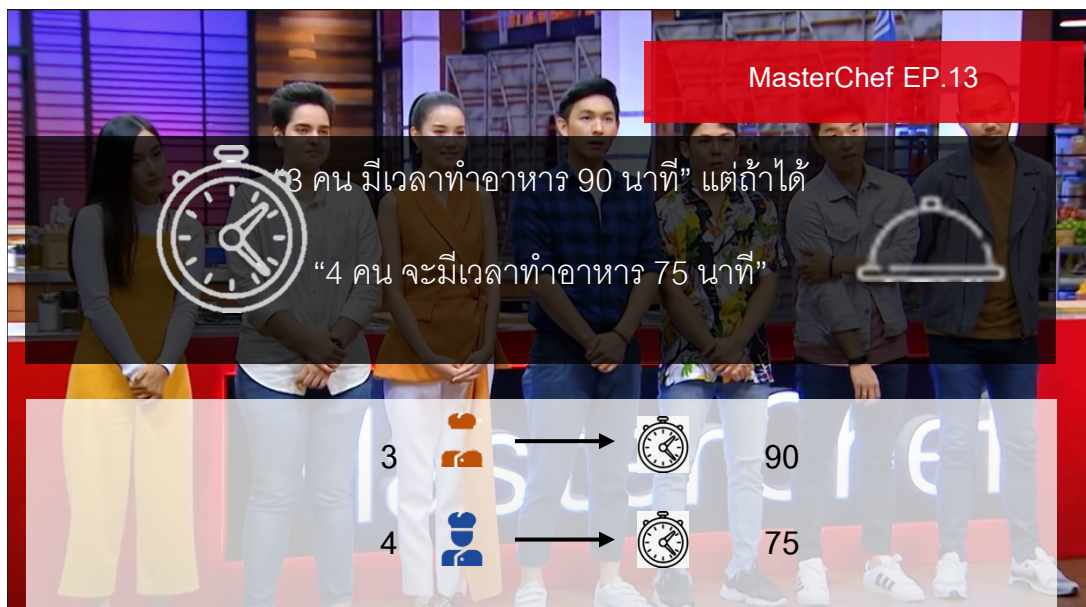 MasterChef EP.13
“3 คน มีเวลาทำอาหาร 90 นาที” แต่ถ้าได้
“4 คน จะมีเวลาทำอาหาร 75 นาที”
3 90
4 75